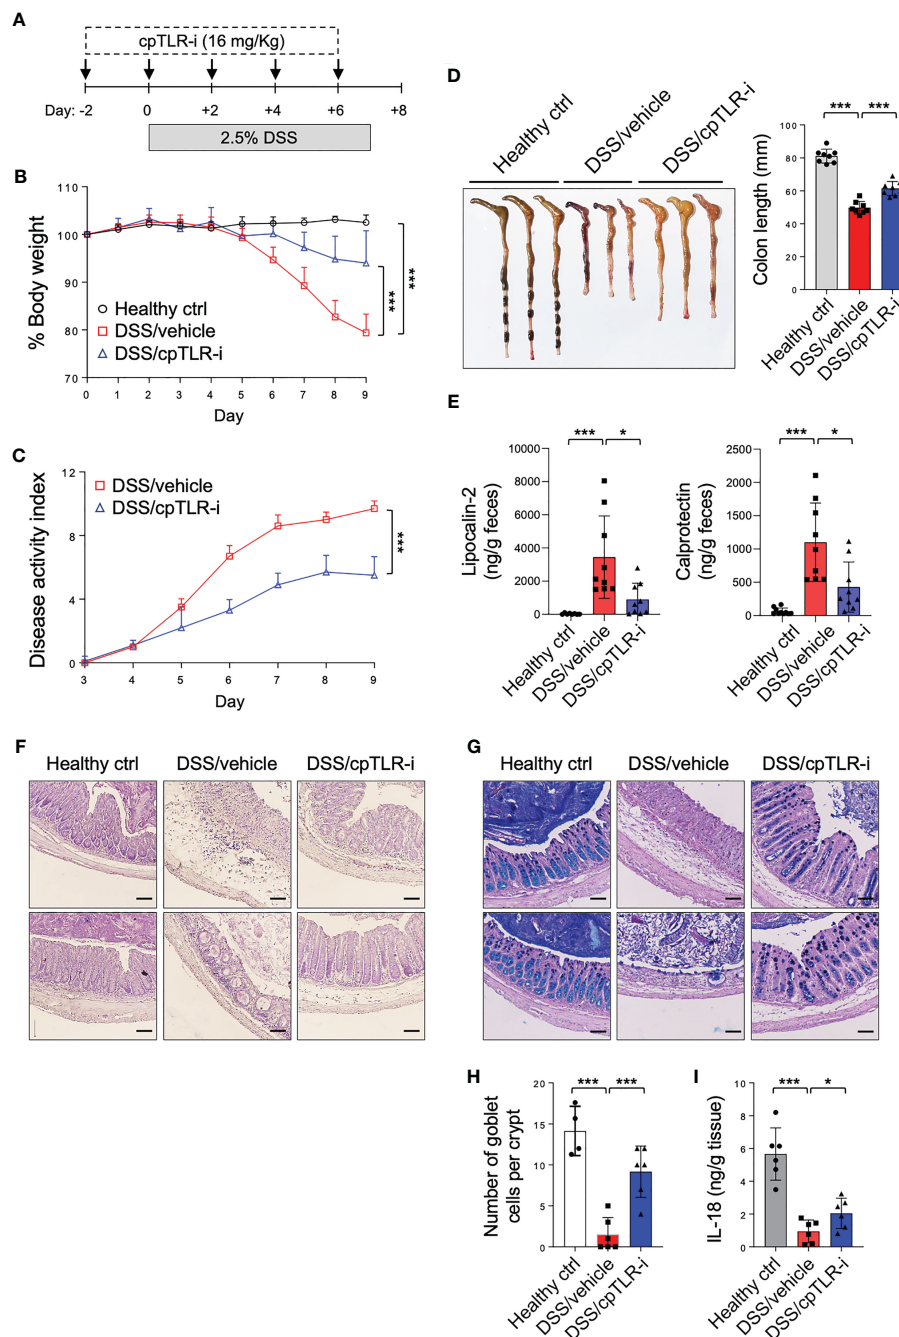 A
cpTLR-i (16 mg/Kg)
Day: -2 0 +2 +4 +6 +8
2.5% DSS
B
110
100
90
80
70
% Body weight
Healthy ctrl
DSS/vehicle
DSS/cpTLR-i
***
***
0 1 2 3 4 5 6 7 8 9
Day
C
12
8
4
0
Disease activity index
DSS/vehicle
DSS/cpTLR-i
***
3 4 5 6 7 8 9
Day
D
Healthy ctrl
DSS/vehicle
DSS/cpTLR-i
*** ***
100
80
60
40
20
0
Colon length (mm)
Healthy ctrl
DSS/vehicle
DSS/cpTLR-i
E
*** *
10000
8000
6000
4000
2000
0
Lipocalin-2
(ng/g feces)
Healthy ctrl
DSS/vehicle
DSS/cpTLR-i
*** *
2500
2000
1500
1000
500
0
Calprotectin
(ng/g feces)
Healthy ctrl
DSS/vehicle
DSS/cpTLR-i
F
Healthy ctrl DSS/vehicle DSS/cpTLR-i
G
Healthy ctrl DSS/vehicle DSS/cpTLR-i
H
*** ***
20
15
10
5
0
Number of goblet
cells per crypt
Healthy ctrl
DSS/vehicle
DSS/cpTLR-i
I
*** *
10
8
6
4
2
0
IL-18 (ng/g tissue)
Healthy ctrl
DSS/vehicle
DSS/cpTLR-i